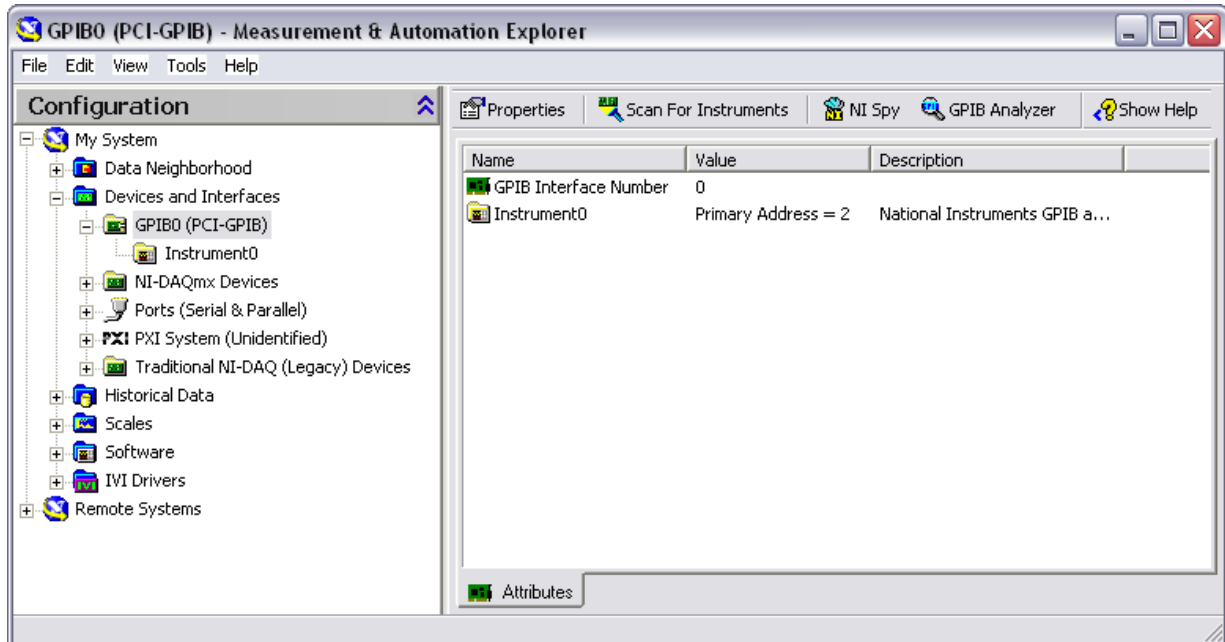 GPIB0 (PCI-GPIB) - Measurement & Automation Explorer
File Edit View Tools Help
Configuration
My System
Data Neighborhood
Devices and Interfaces
GPIB0 (PCI-GPIB)
Instrument0
NI-DAQmx Devices
Ports (Serial & Parallel)
PXI PXI System (Unidentified)
Traditional NI-DAQ (Legacy) Devices
Historical Data
Scales
Software
IVI IVI Drivers
Remote Systems
Properties Scan For Instruments NI Spy GPIB Analyzer Show Help
Name Value Description
GPIB Interface Number 0
Instrument0 Primary Address = 2 National Instruments GPIB a...
Attributes